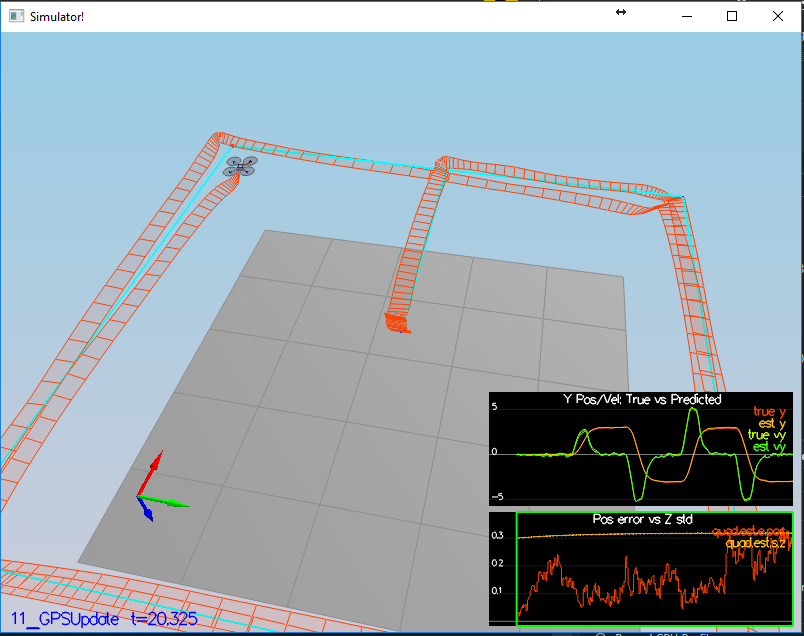 Simulator!
Y Pos/Vel: True vs Predicted
5
true y
est y
true vy
0
est vy
-5
Pos error vs Z std
0.3
quad.est.e.pos
quad.est.s.z
0.2
0.1
11_GPSUpdate t=20.325